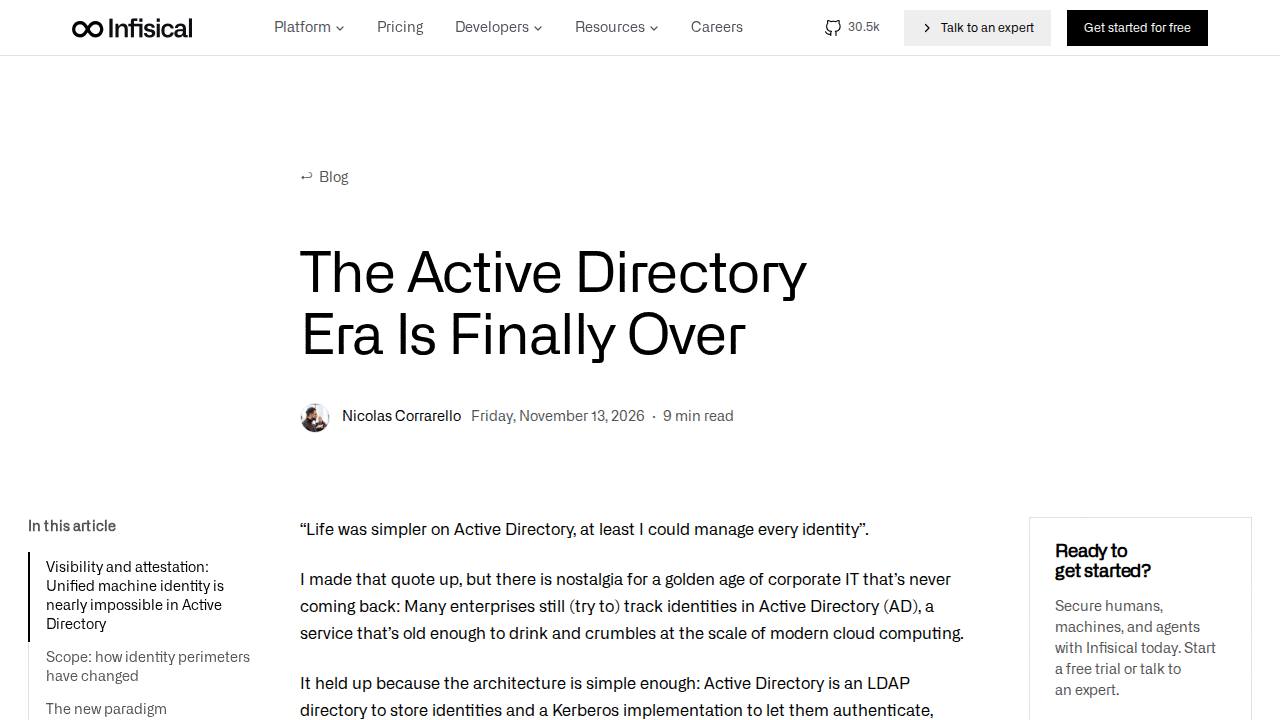 Infisical
Platform
Pricing
Developers
Resources
Careers
30.5k
Talk to an expert
Get started for free
Blog
The Active Directory
Era Is Finally Over
Nicolas Corrarello Friday, November 13, 2026 · 9 min read
In this article
Visibility and attestation:
Unified machine identity is
nearly impossible in Active
Directory
Scope: how identity perimeters
have changed
The new paradigm
“Life was simpler on Active Directory, at least I could manage every identity”.
I made that quote up, but there is nostalgia for a golden age of corporate IT that’s never
coming back: Many enterprises still (try to) track identities in Active Directory (AD), a
service that’s old enough to drink and crumbles at the scale of modern cloud computing.
It held up because the architecture is simple enough: Active Directory is an LDAP
directory to store identities and a Kerberos implementation to let them authenticate,
Ready to
get started?
Secure humans,
machines, and agents
with Infisical today. Start
a free trial or talk to
an expert.